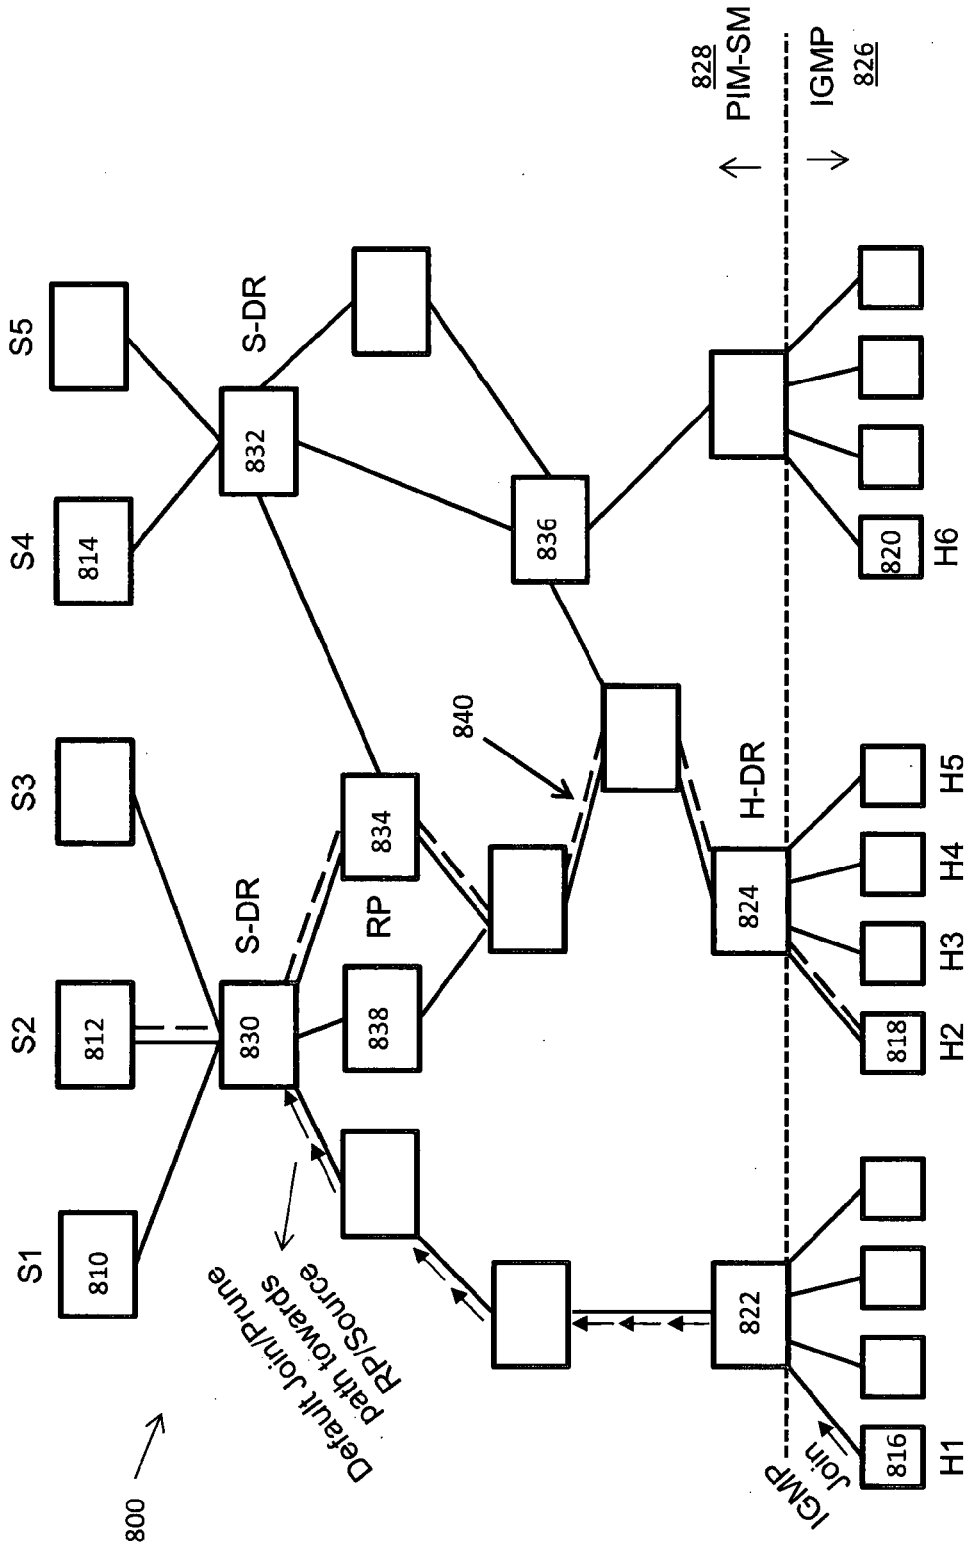 800
S1
S2
S3
S4
S5
810
812
814
830
S-DR
832
S-DR
Default Join/Prune
path towards
RP/Source
838
RP
834
840
836
822
824
H-DR
828
PIM-SM
IGMP
826
IGMP
Join
816
818
820
H1
H2
H3
H4
H5
H6